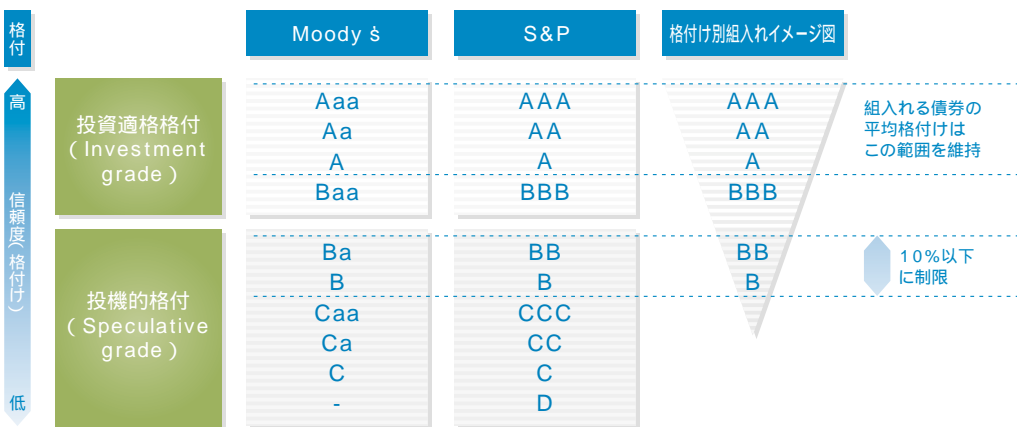 格付
Moody's
S&P
格付け別組入れイメージ図
高
信頼度(格付け)
低
投資適格格付
(Investment
grade)
Aaa
Aa
A
Baa
AAA
AA
A
BBB
AAA
AA
A
BBB
組入れる債券の
平均格付けは
この範囲を維持
投機的格付
(Speculative
grade)
Ba
B
Caa
Ca
C
-
BB
B
CCC
CC
C
D
BB
B
10%以下
に制限